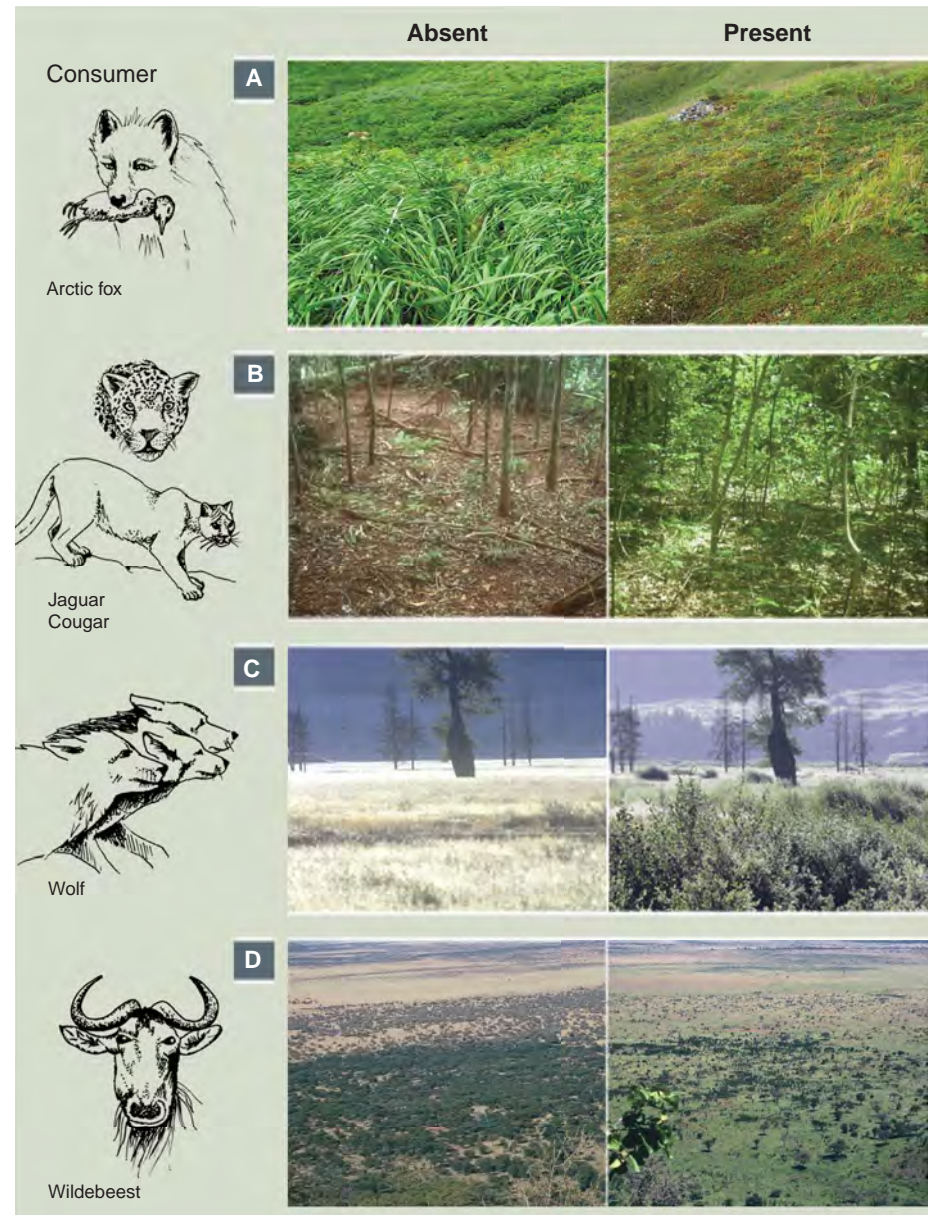 Absent Present
Consumer
A
Arctic fox
B
Jaguar
Cougar
C
Wolf
D
Wildebeest